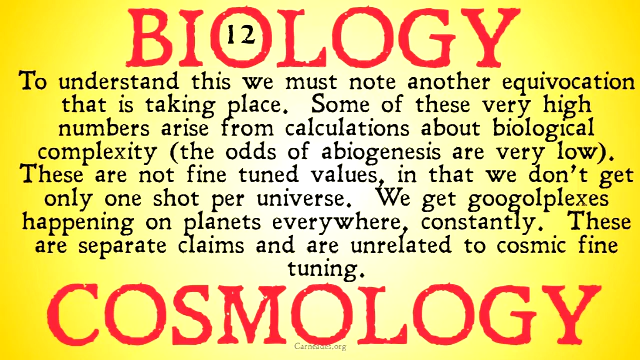 BIOLOGY
12
To understand this we must note another equivocation
that is taking place. Some of these very high
numbers arise from calculations about biological
complexity (the odds of abiogenesis are very low).
These are not fine tuned values, in that we don't get
only one shot per universe. We get googolplexes
happening on planets everywhere, constantly. These
are separate claims and are unrelated to cosmic fine
tuning.
COSMOLOGY
Carneades.org